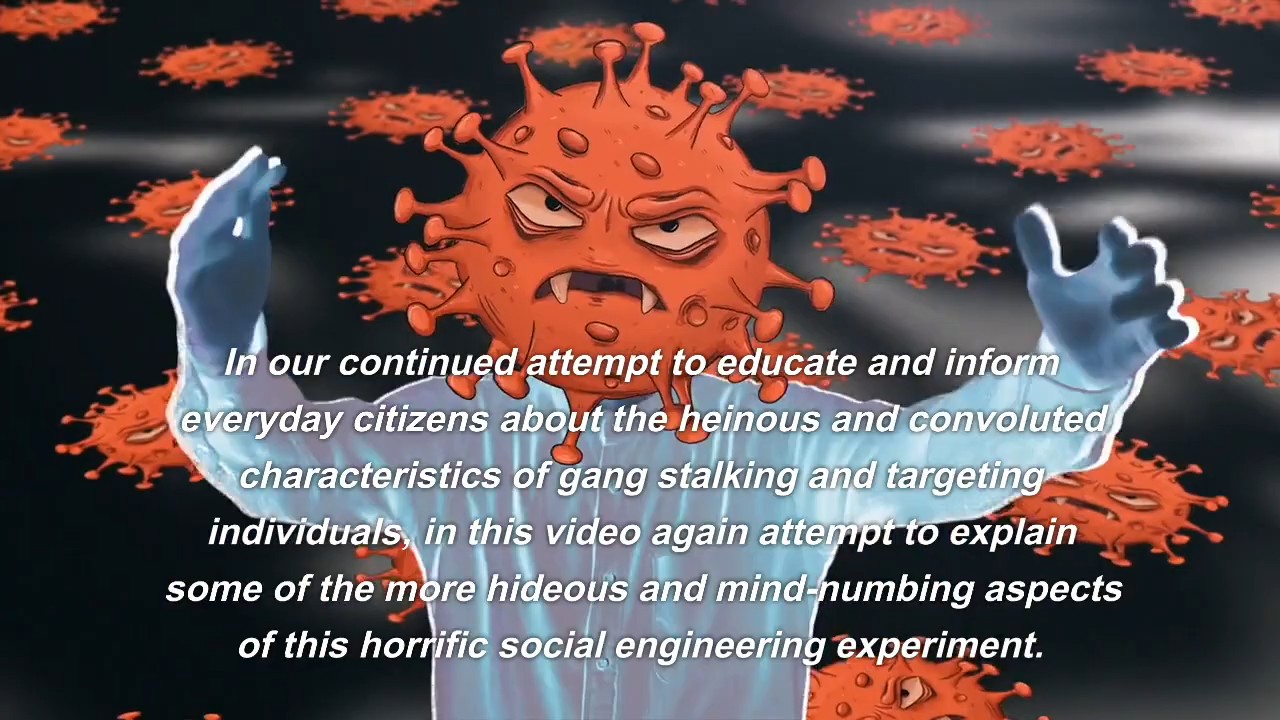 In our continued attempt to educate and inform
everyday citizens about the heinous and convoluted
characteristics of gang stalking and targeting
individuals, in this video again attempt to explain
some of the more hideous and mind-numbing aspects
of this horrific social engineering experiment.